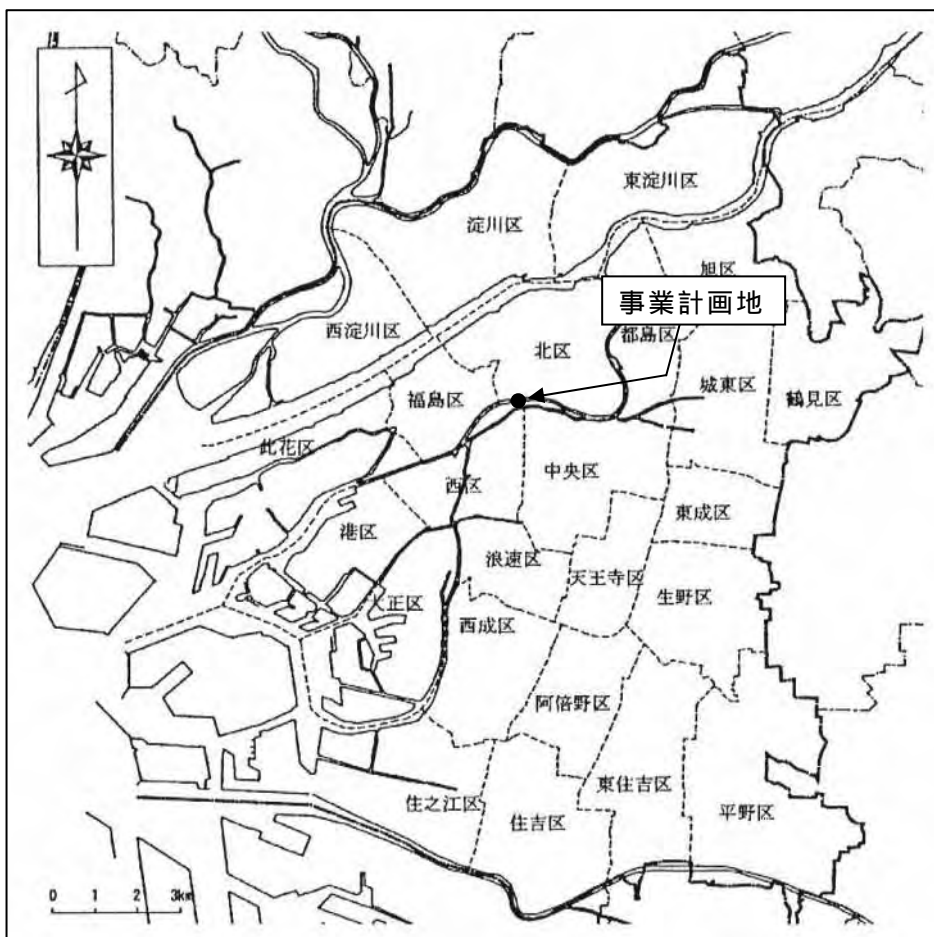 東淀川区
淀川区
旭区
事業計画地
西淀川区
都島区
北区
城東区
鶴見区
福島区
此花区
中央区
西区
東成区
港区
浪速区
天王寺区
生野区
大正区
西成区
阿倍野区
東住吉区
住之江区
住吉区
平野区
0 1 2 3km